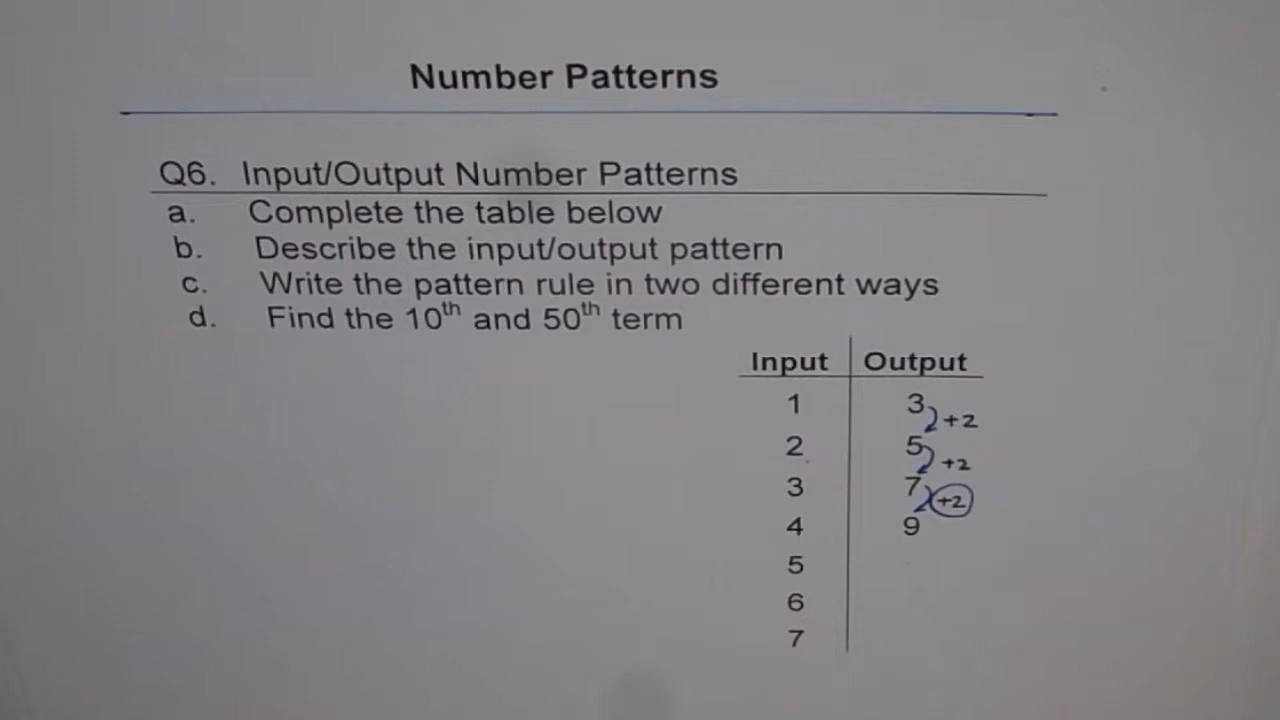 Number Patterns
Q6. Input/Output Number Patterns
a. Complete the table below
b. Describe the input/output pattern
c. Write the pattern rule in two different ways
d. Find the 10th and 50th term
Input Output
1 3
+2
2 5
+2
3 7
+2
4 9
5
6
7